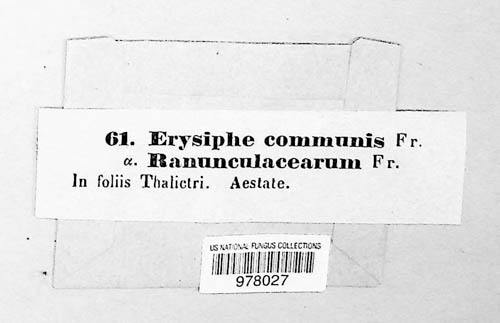 61. Erysiphe communis Fr.
α. Ranunculacearum Fr.
In foliis Thalictri. Aestate.
US NATIONAL FUNGUS COLLECTIONS
978027